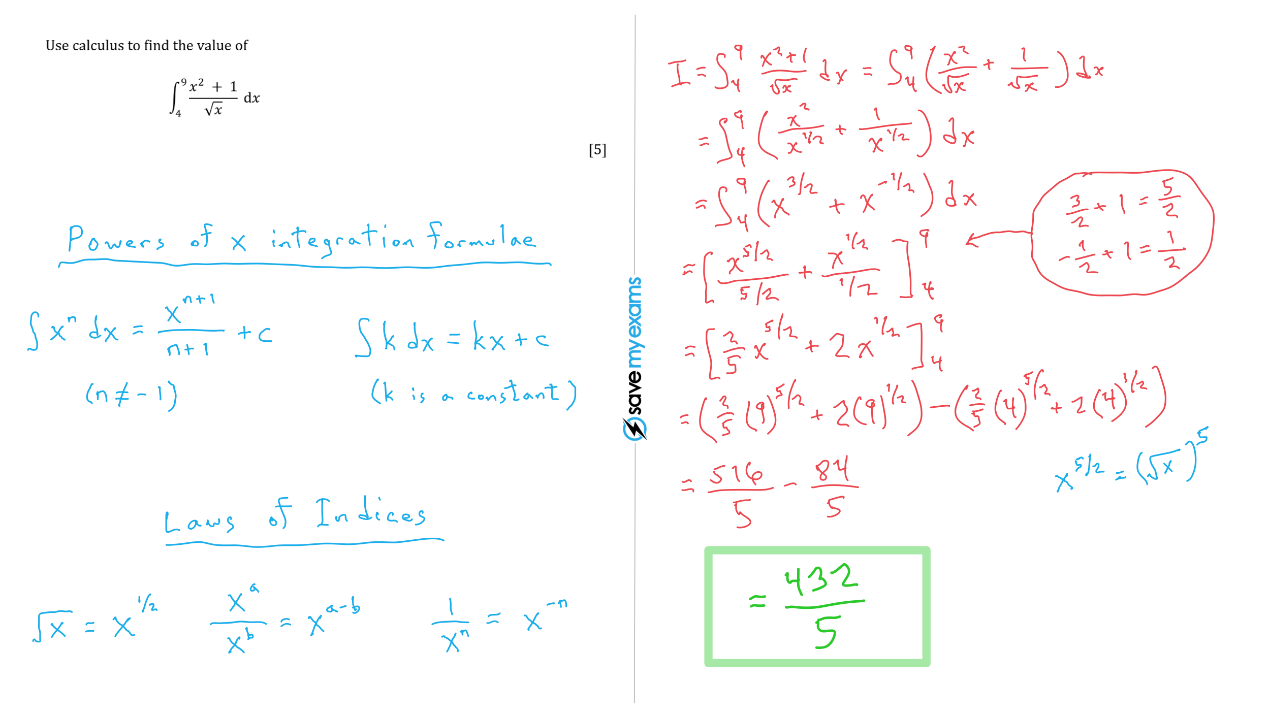 Use calculus to find the value of
∫₄⁹ (x² + 1)/√x dx
[5]
Powers of x integration formulae
∫ xⁿ dx = xⁿ⁺¹/(n+1) + c
(n ≠ -1)
∫ k dx = kx + c
(k is a constant)
Laws of Indices
√x = x^(1/2)
x^a/x^b = x^(a-b)
1/xⁿ = x^(-n)
save my exams
I = ∫₄⁹ (x²+1)/√x dx = ∫₄⁹ (x²/√x + 1/√x) dx
= ∫₄⁹ (x²/x^(1/2) + 1/x^(1/2)) dx
= ∫₄⁹ (x^(3/2) + x^(-1/2)) dx
3/2 + 1 = 5/2
-1/2 + 1 = 1/2
= [x^(5/2)/(5/2) + x^(1/2)/(1/2)]₄⁹
= [2/5 x^(5/2) + 2x^(1/2)]₄⁹
= (2/5 (9)^(5/2) + 2(9)^(1/2)) - (2/5 (4)^(5/2) + 2(4)^(1/2))
x^(5/2) = (√x)^5
= 516/5 - 84/5
= 432/5